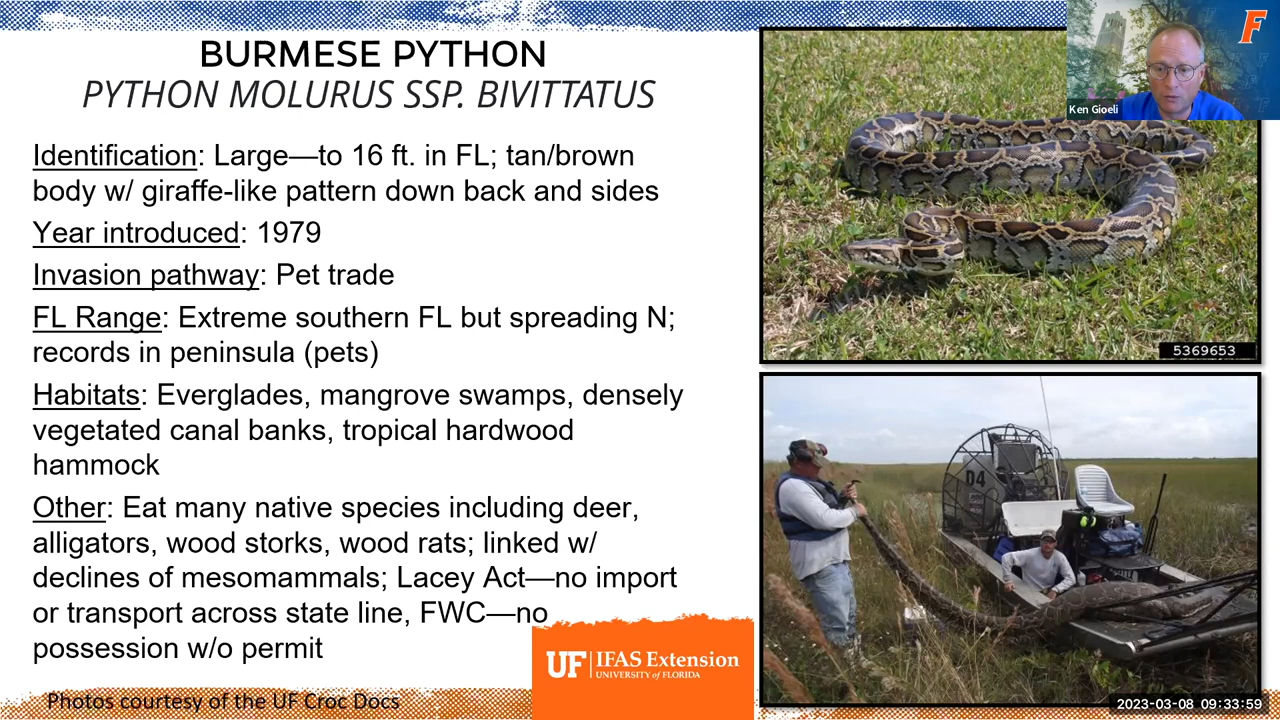 BURMESE PYTHON
PYTHON MOLURUS SSP. BIVITTATUS
Identification: Large—to 16 ft. in FL; tan/brown
body w/ giraffe-like pattern down back and sides
Year introduced: 1979
Invasion pathway: Pet trade
FL Range: Extreme southern FL but spreading N;
records in peninsula (pets)
Habitats: Everglades, mangrove swamps, densely
vegetated canal banks, tropical hardwood
hammock
Other: Eat many native species including deer,
alligators, wood storks, wood rats; linked w/
declines of mesomammals; Lacey Act—no import
or transport across state line, FWC—no
possession w/o permit
Photos courtesy of the UF Croc Docs
UF IFAS Extension
UNIVERSITY of FLORIDA
F
Ken Gioeli
5369653
D4
2023-03-08 09:33:59